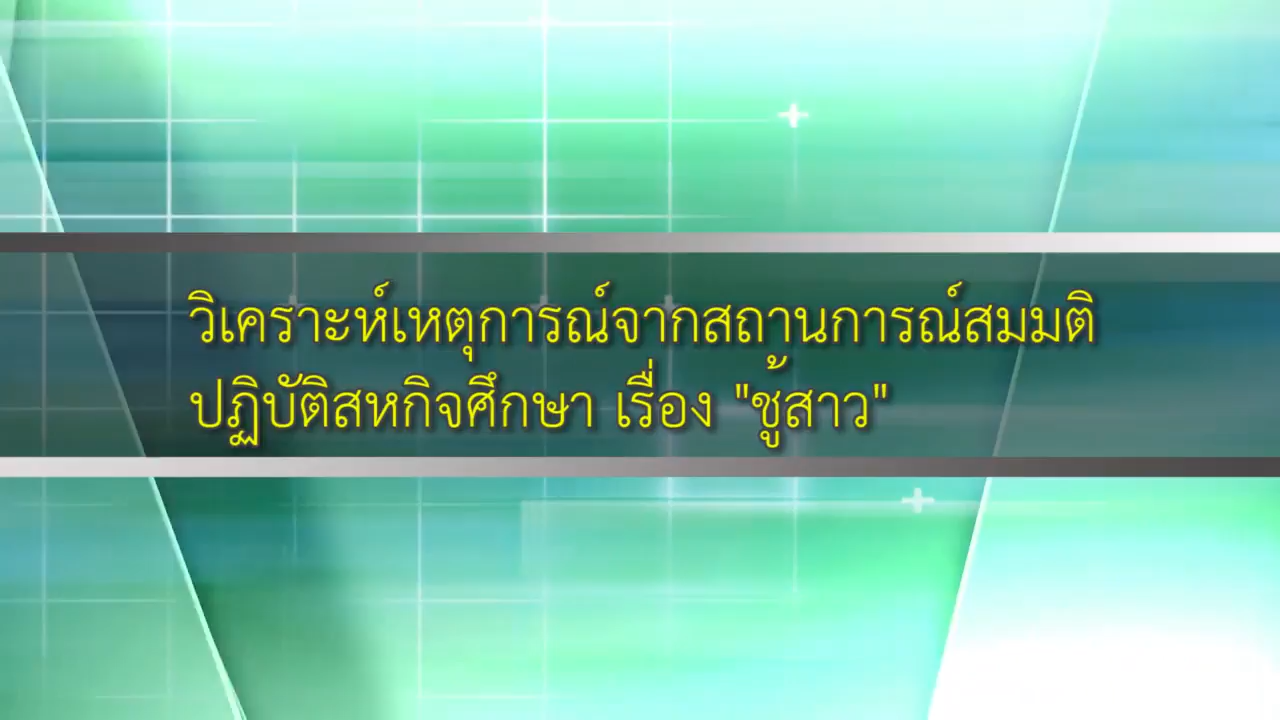 วิเคราะห์เหตุการณ์จากสถานการณ์สมมติ
ปฏิบัติสหกิจศึกษา เรื่อง "ชู้สาว"